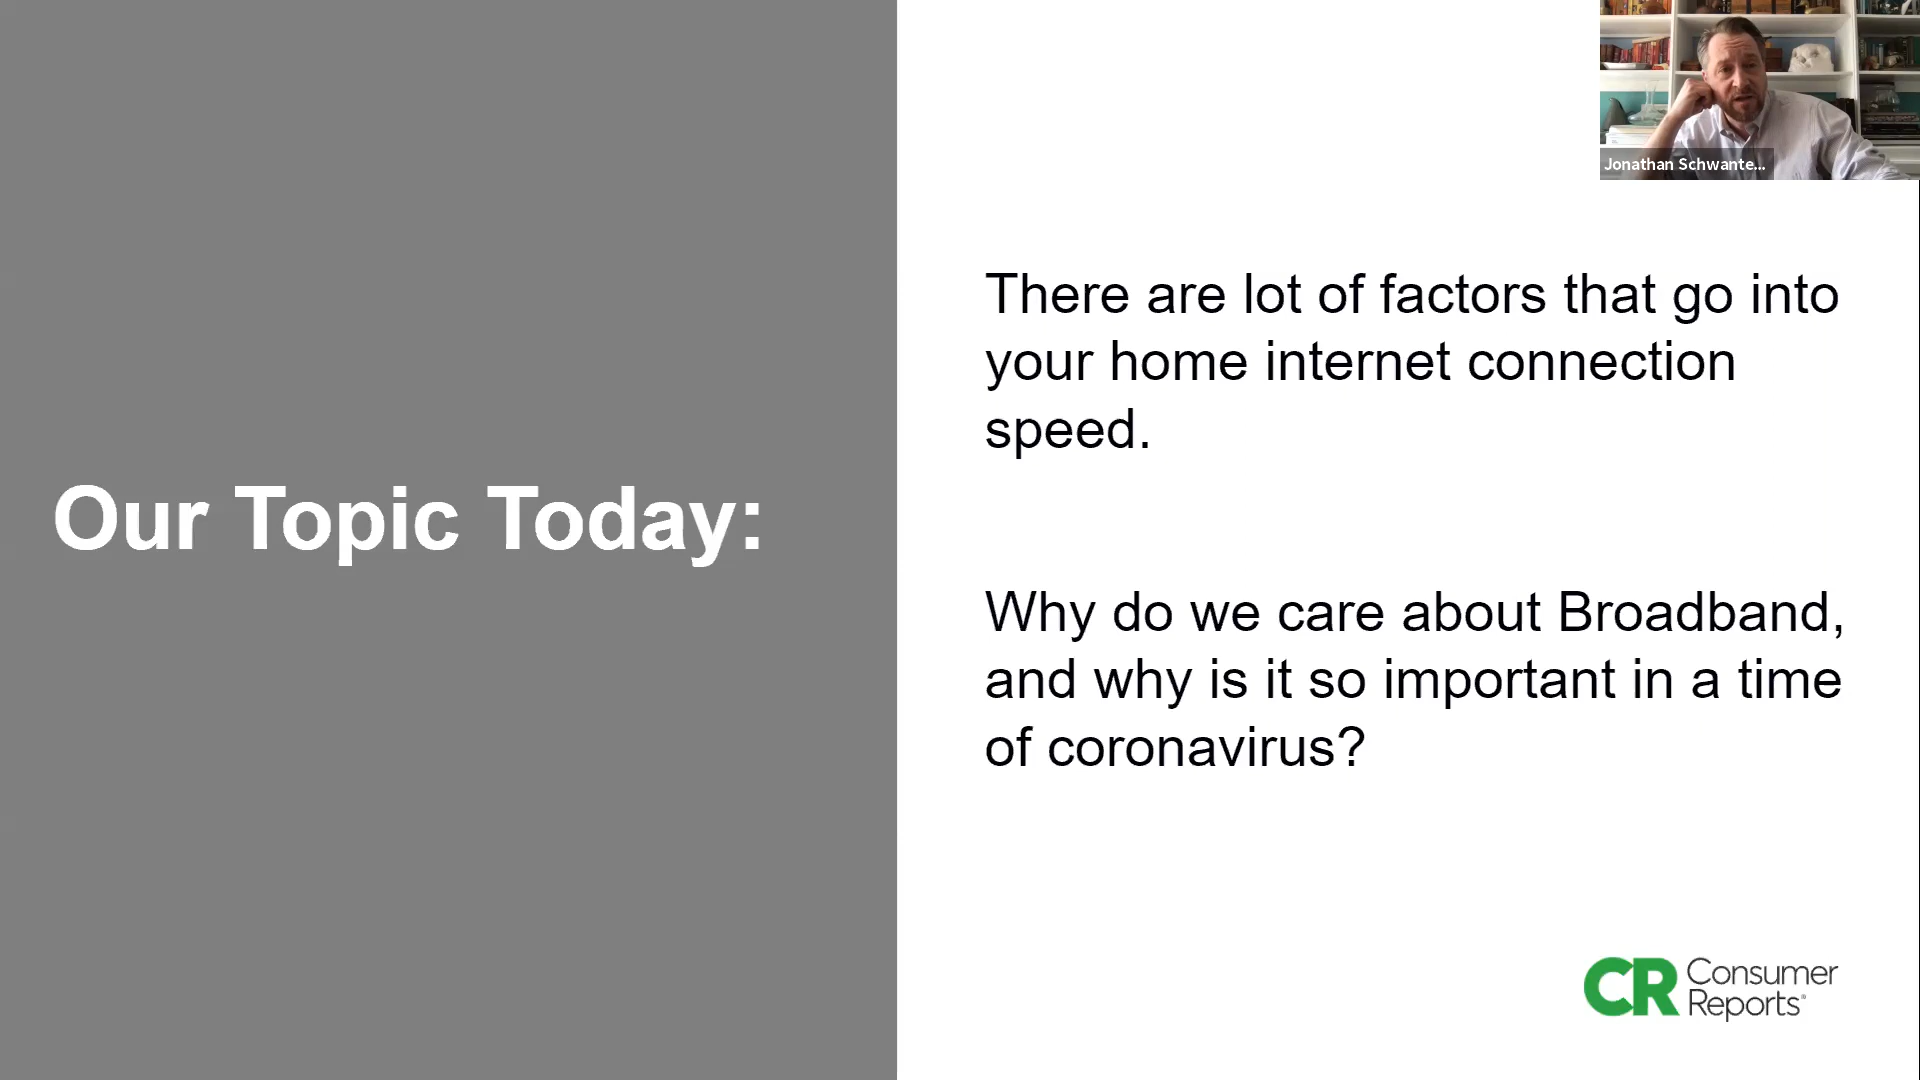 Jonathan Schwante...
Our Topic Today:
There are lot of factors that go into
your home internet connection
speed.
Why do we care about Broadband,
and why is it so important in a time
of coronavirus?
CR Consumer
Reports®